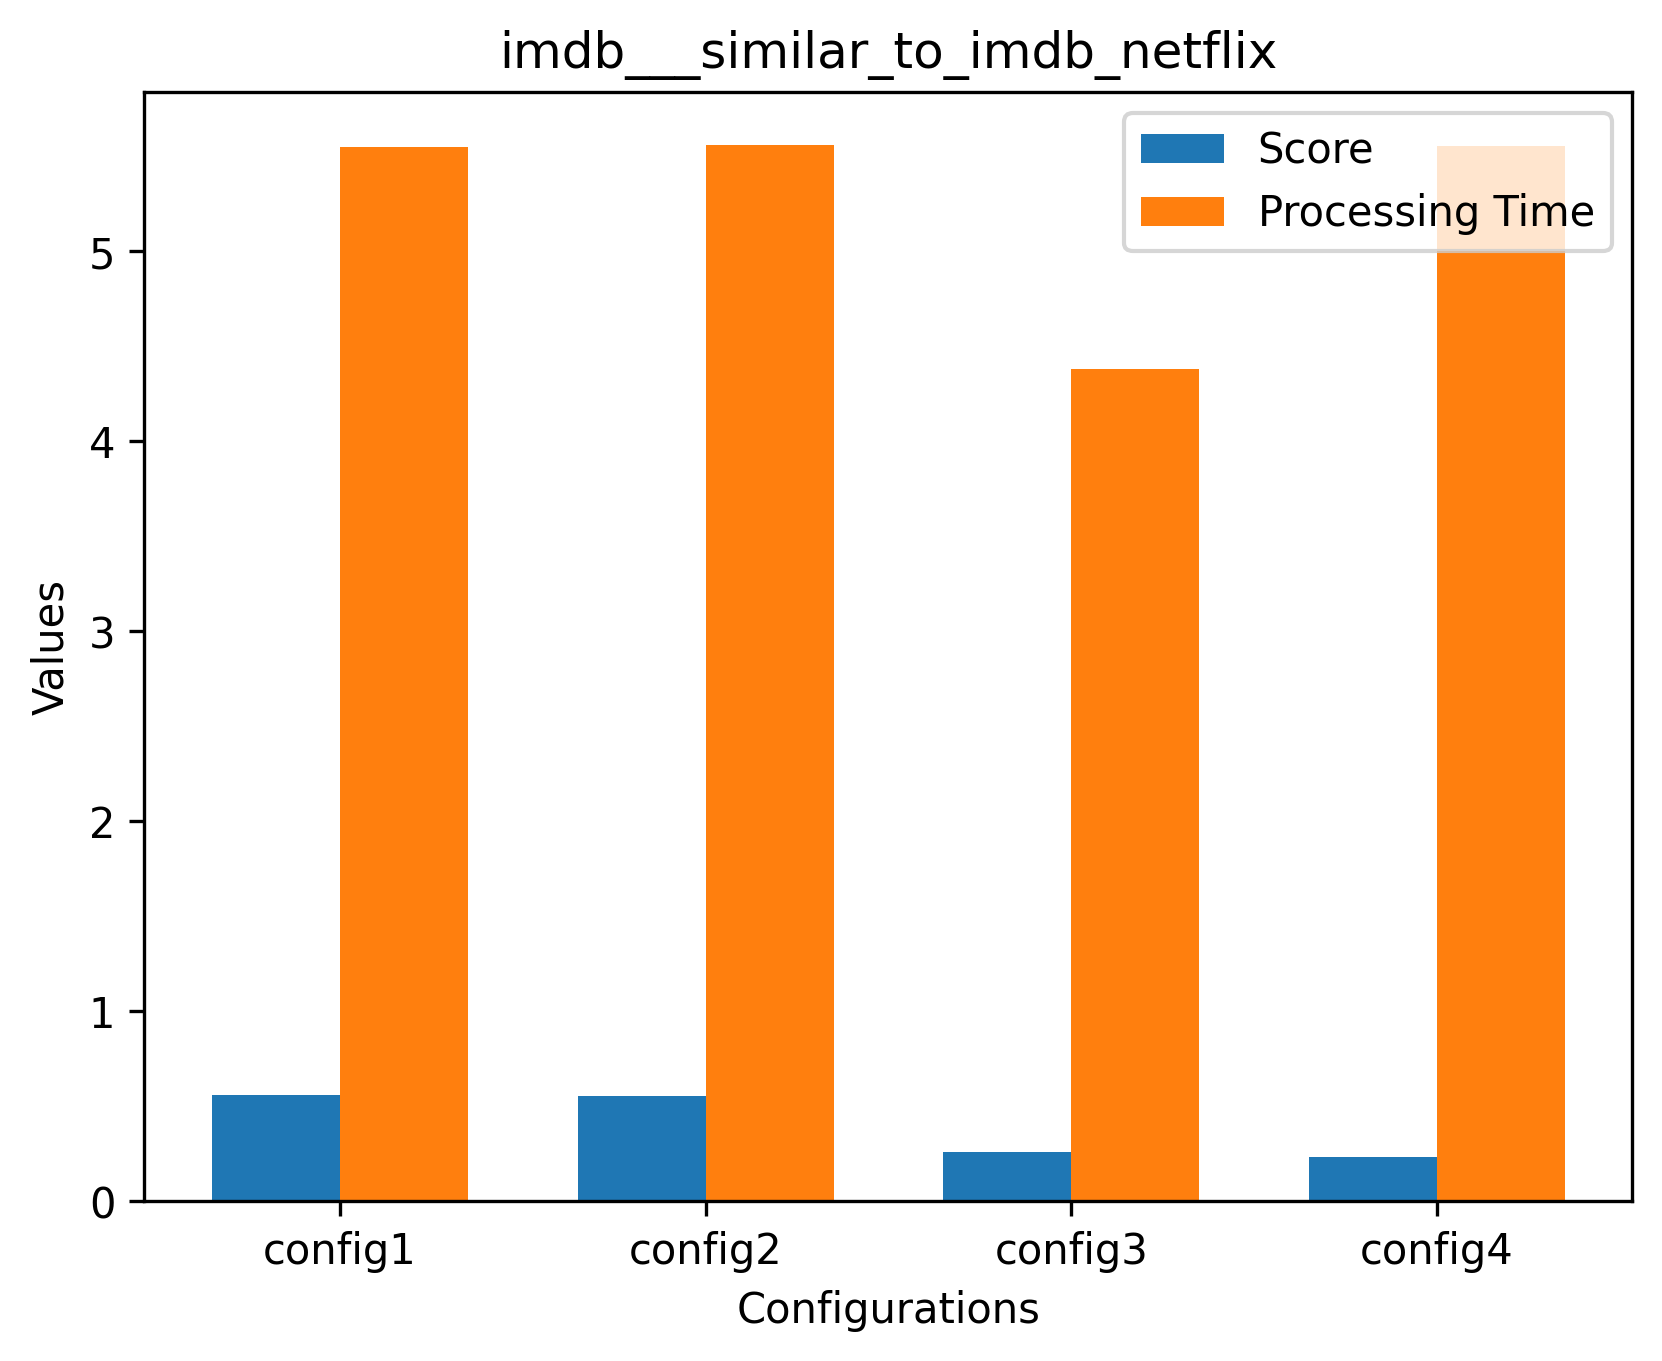 imdb___similar_to_imdb_netflix
Score
Processing Time
Values
5
4
3
2
1
0
config1 config2 config3 config4
Configurations